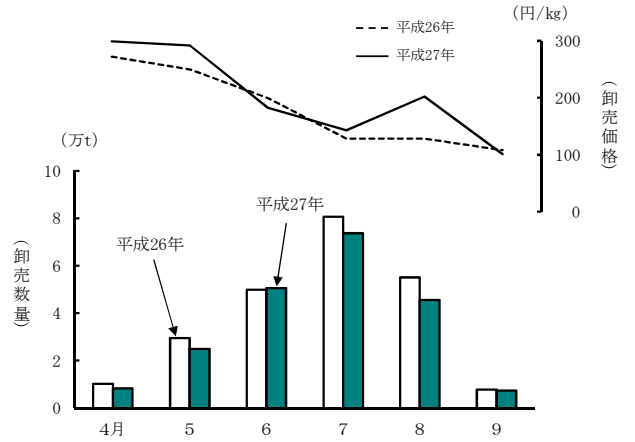 （円/kg）
平成26年
平成27年
300
200
100
0
（卸売価格）
（万t）
10
8
6
4
2
0
（卸売数量）
平成27年
平成26年
4月
5
6
7
8
9